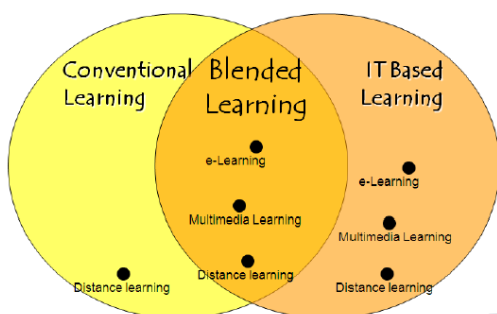 Conventional
Learning
Blended
Learning
IT Based
Learning
e-Learning
Multimedia Learning
Distance learning
e-Learning
Multimedia Learning
Distance learning
Distance learning